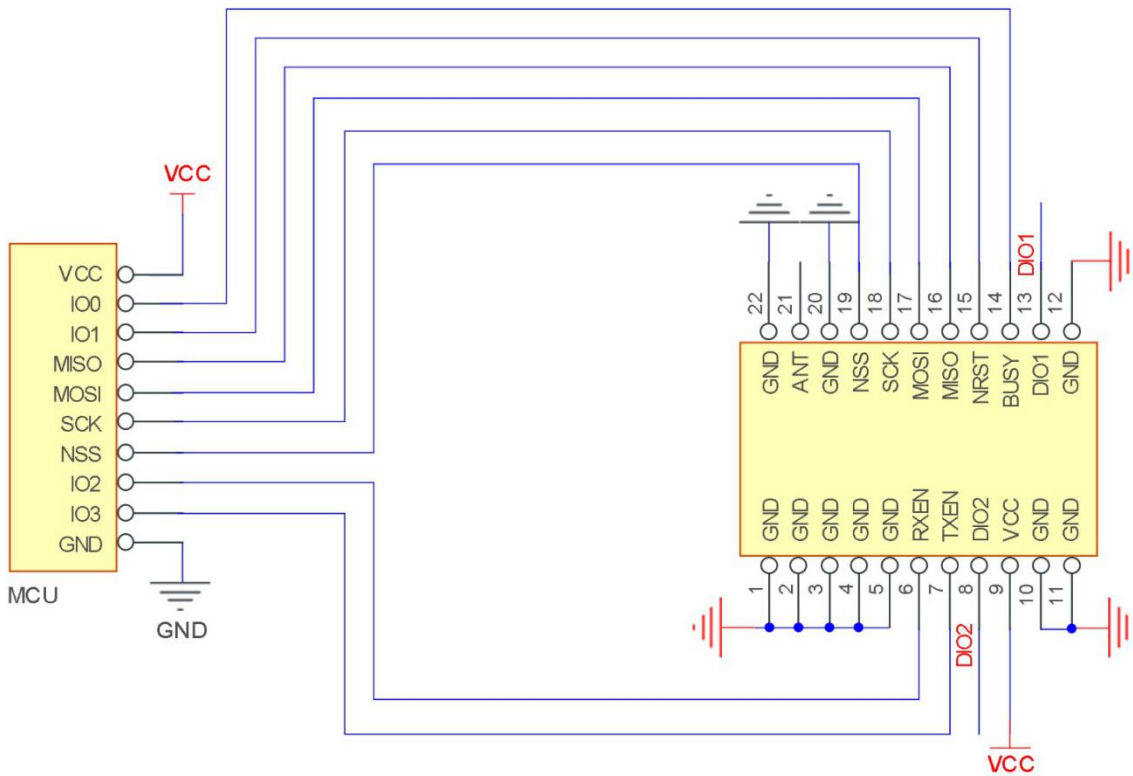 VCC
VCC
IO0
IO1
MISO
MOSI
SCK
NSS
IO2
IO3
GND
MCU
GND
DIO1
22
21
20
19
18
17
16
15
14
13
12
GND
ANT
GND
NSS
SCK
MOSI
MISO
NRST
BUSY
DIO1
GND
GND
GND
GND
GND
GND
RXEN
TXEN
DIO2
VCC
GND
GND
1
2
3
4
5
6
7
8
9
10
11
DIO2
VCC